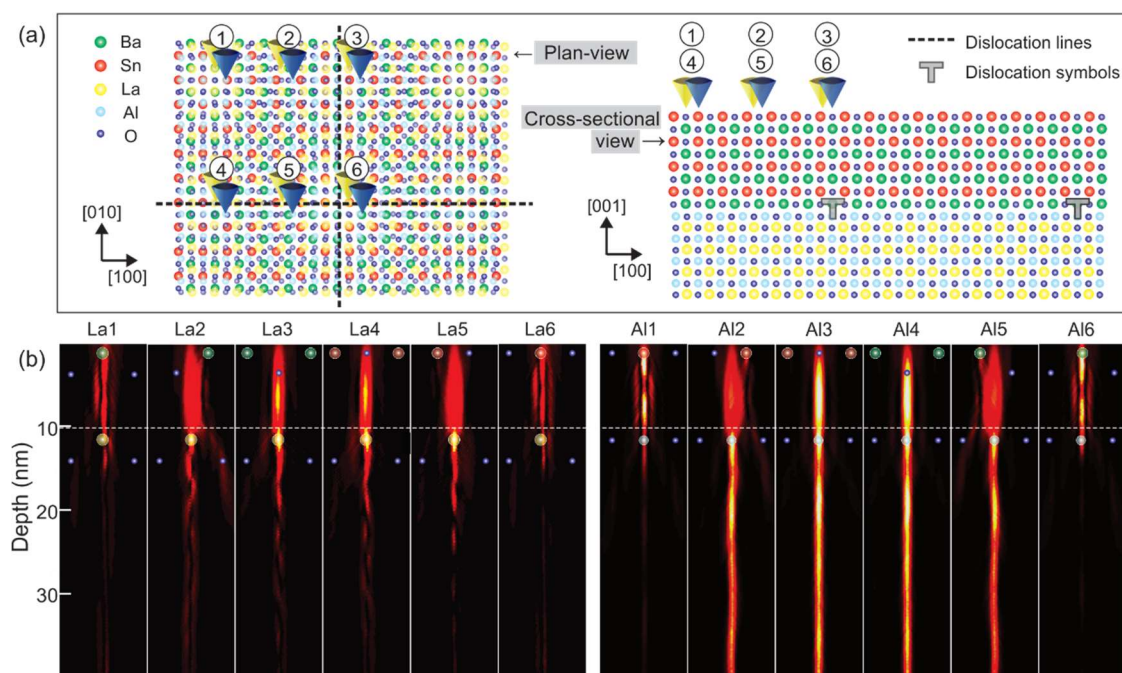 (a)
Ba
Sn
La
Al
O
① ② ③
④ ⑤ ⑥
[010]
[100]
Plan-view
Cross-sectional
view
① ② ③
④ ⑤ ⑥
[001]
[100]
Dislocation lines
Dislocation symbols
(b)
La1 La2 La3 La4 La5 La6 Al1 Al2 Al3 Al4 Al5 Al6
Depth (nm)
10
20
30